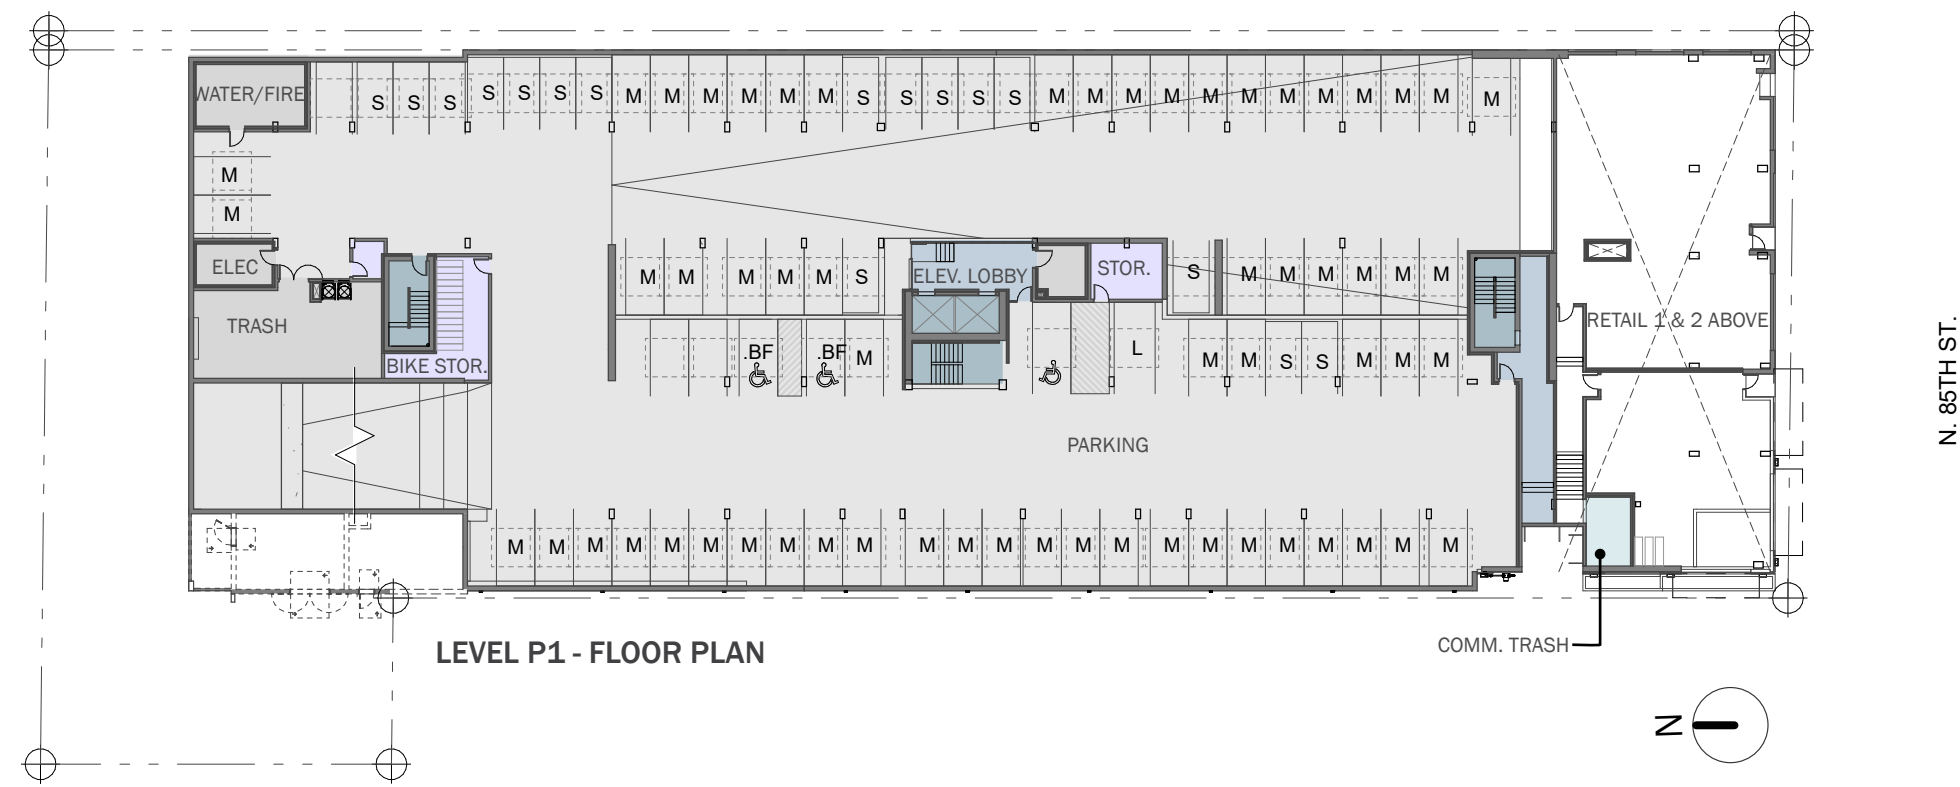 WATER/FIRE S S S S S S S M M M M M M S S S S S M M M M M M M M M M M M
M
M
ELEC M M M M M S ELEV. LOBBY STOR. S M M M M M M
TRASH RETAIL 1 & 2 ABOVE
BIKE STOR. .BF .BF M L M M S S M M M
N. 85TH ST.
PARKING
M M M M M M M M M M M M M M M M M M M M M M M M
COMM. TRASH
LEVEL P1 - FLOOR PLAN
N